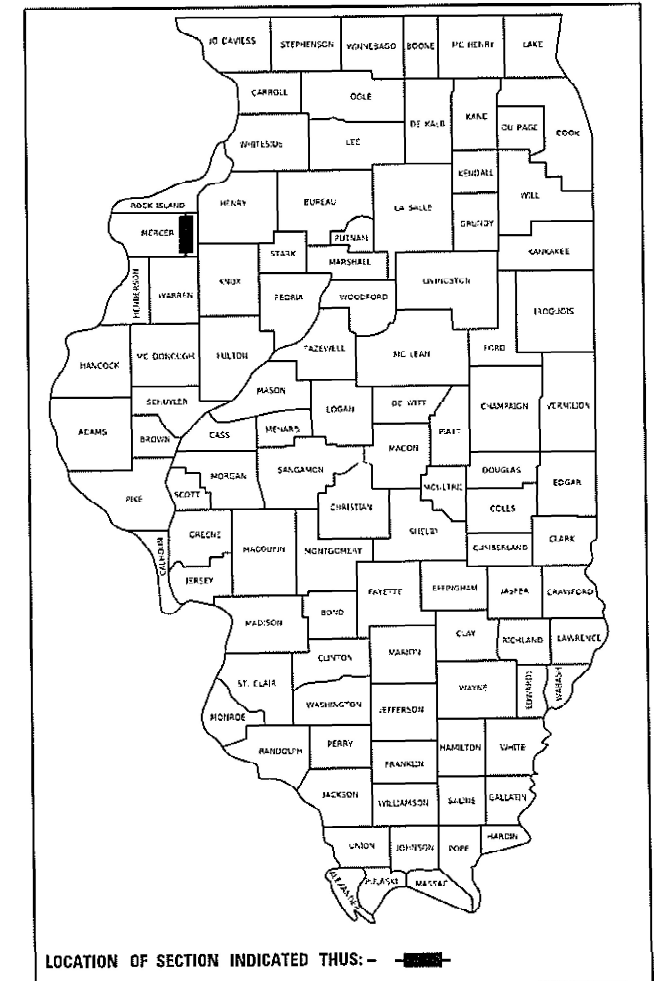 JO DAVIESS STEPHENSON WINNEBAGO BOONE MC HENRY LAKE
CARROLL OGLE
DE KALB KANE DU PAGE COOK
WHITESIDE LEE
KENDALL
ROCK ISLAND HENRY BUREAU LA SALLE WILL
MERCER PUTNAM GRUNDY
STARK MARSHALL KANKAKEE
HENDERSON WARREN KNOX PEORIA WOODFORD LIVINGSTON
IROQUOIS
HANCOCK MC DONOUGH FULTON TAZEWELL MC LEAN FORD
MASON
SCHUYLER LOGAN DE WITT CHAMPAIGN VERMILION
ADAMS BROWN CASS MENARD MACON PIATT
PIKE SCOTT MORGAN SANGAMON MOULTRIE DOUGLAS EDGAR
CHRISTIAN COLES
CALHOUN GREENE MACOUPIN MONTGOMERY SHELBY CUMBERLAND CLARK
JERSEY FAYETTE EFFINGHAM JASPER CRAWFORD
MADISON BOND
CLINTON MARION CLAY RICHLAND LAWRENCE
ST. CLAIR WASHINGTON JEFFERSON WAYNE EDWARDS WABASH
MONROE
RANDOLPH PERRY FRANKLIN HAMILTON WHITE
JACKSON WILLIAMSON SALINE GALLATIN
UNION JOHNSON POPE HARDIN
ALEXANDER PULASKI MASSAC
LOCATION OF SECTION INDICATED THUS: -